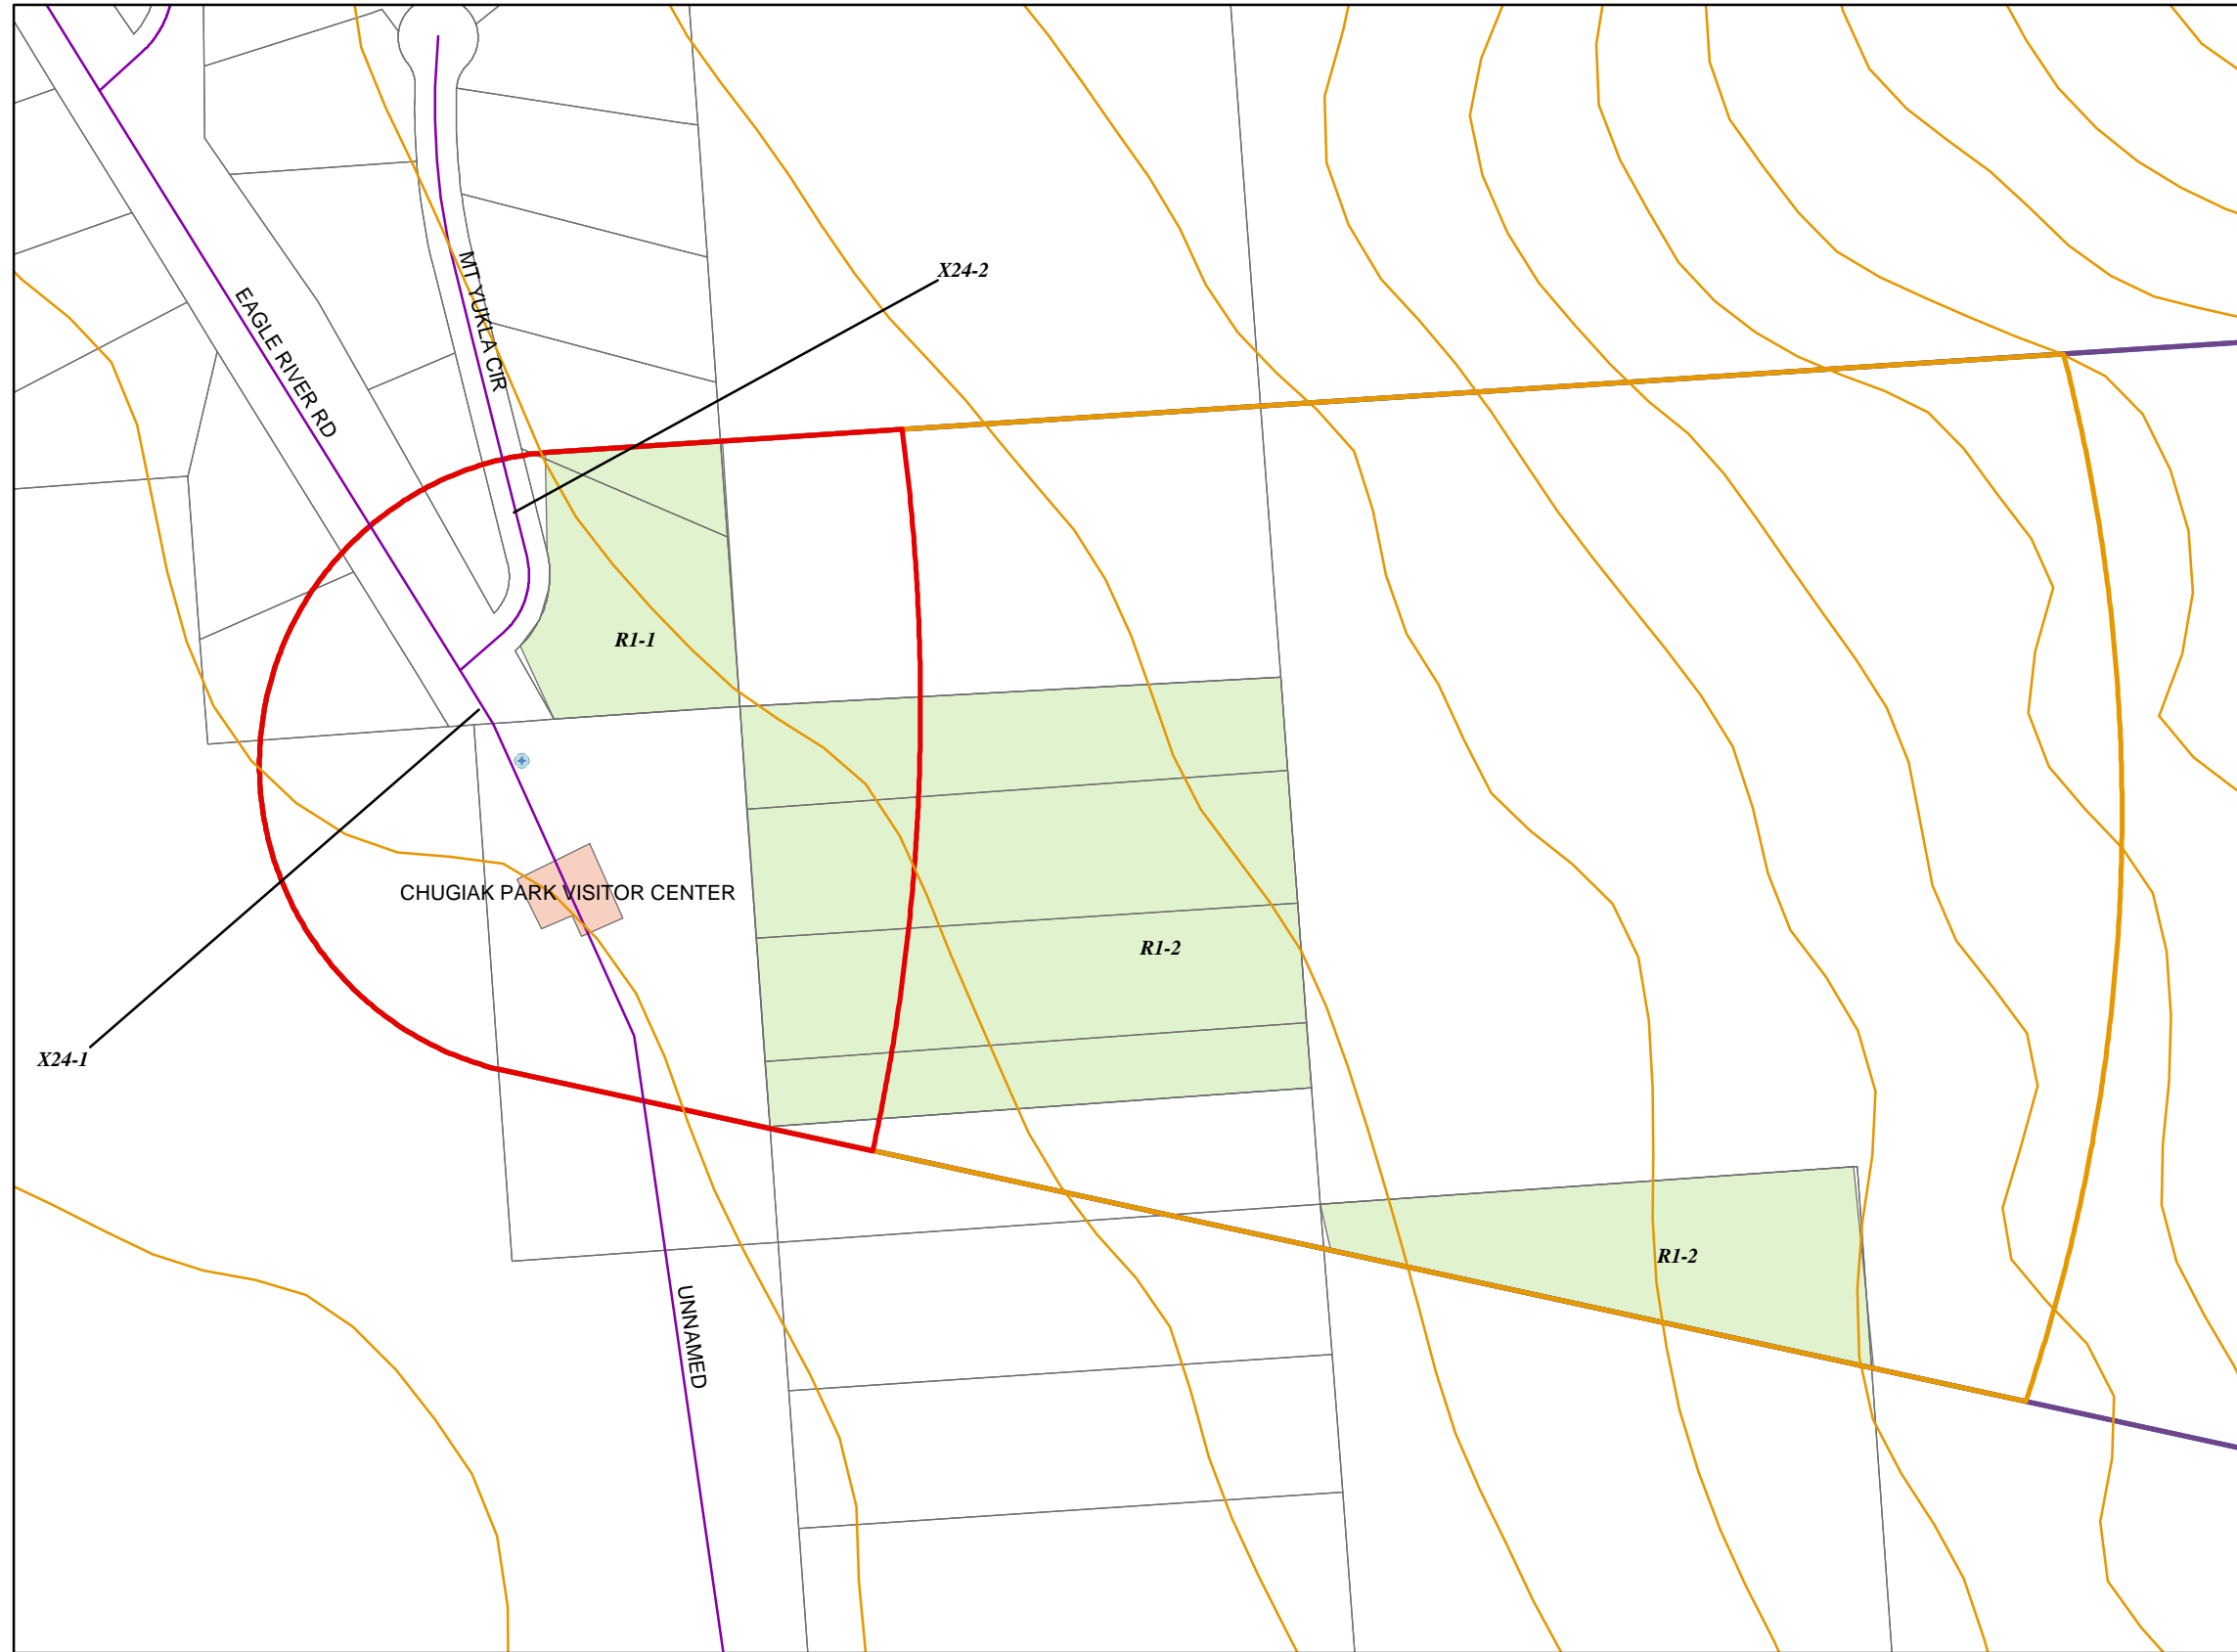 X24-2
MT YUKLA CIR
EAGLE RIVER RD
R1-1
CHUGIAK PARK VISITOR CENTER
R1-2
X24-1
R1-2
UNNAMED